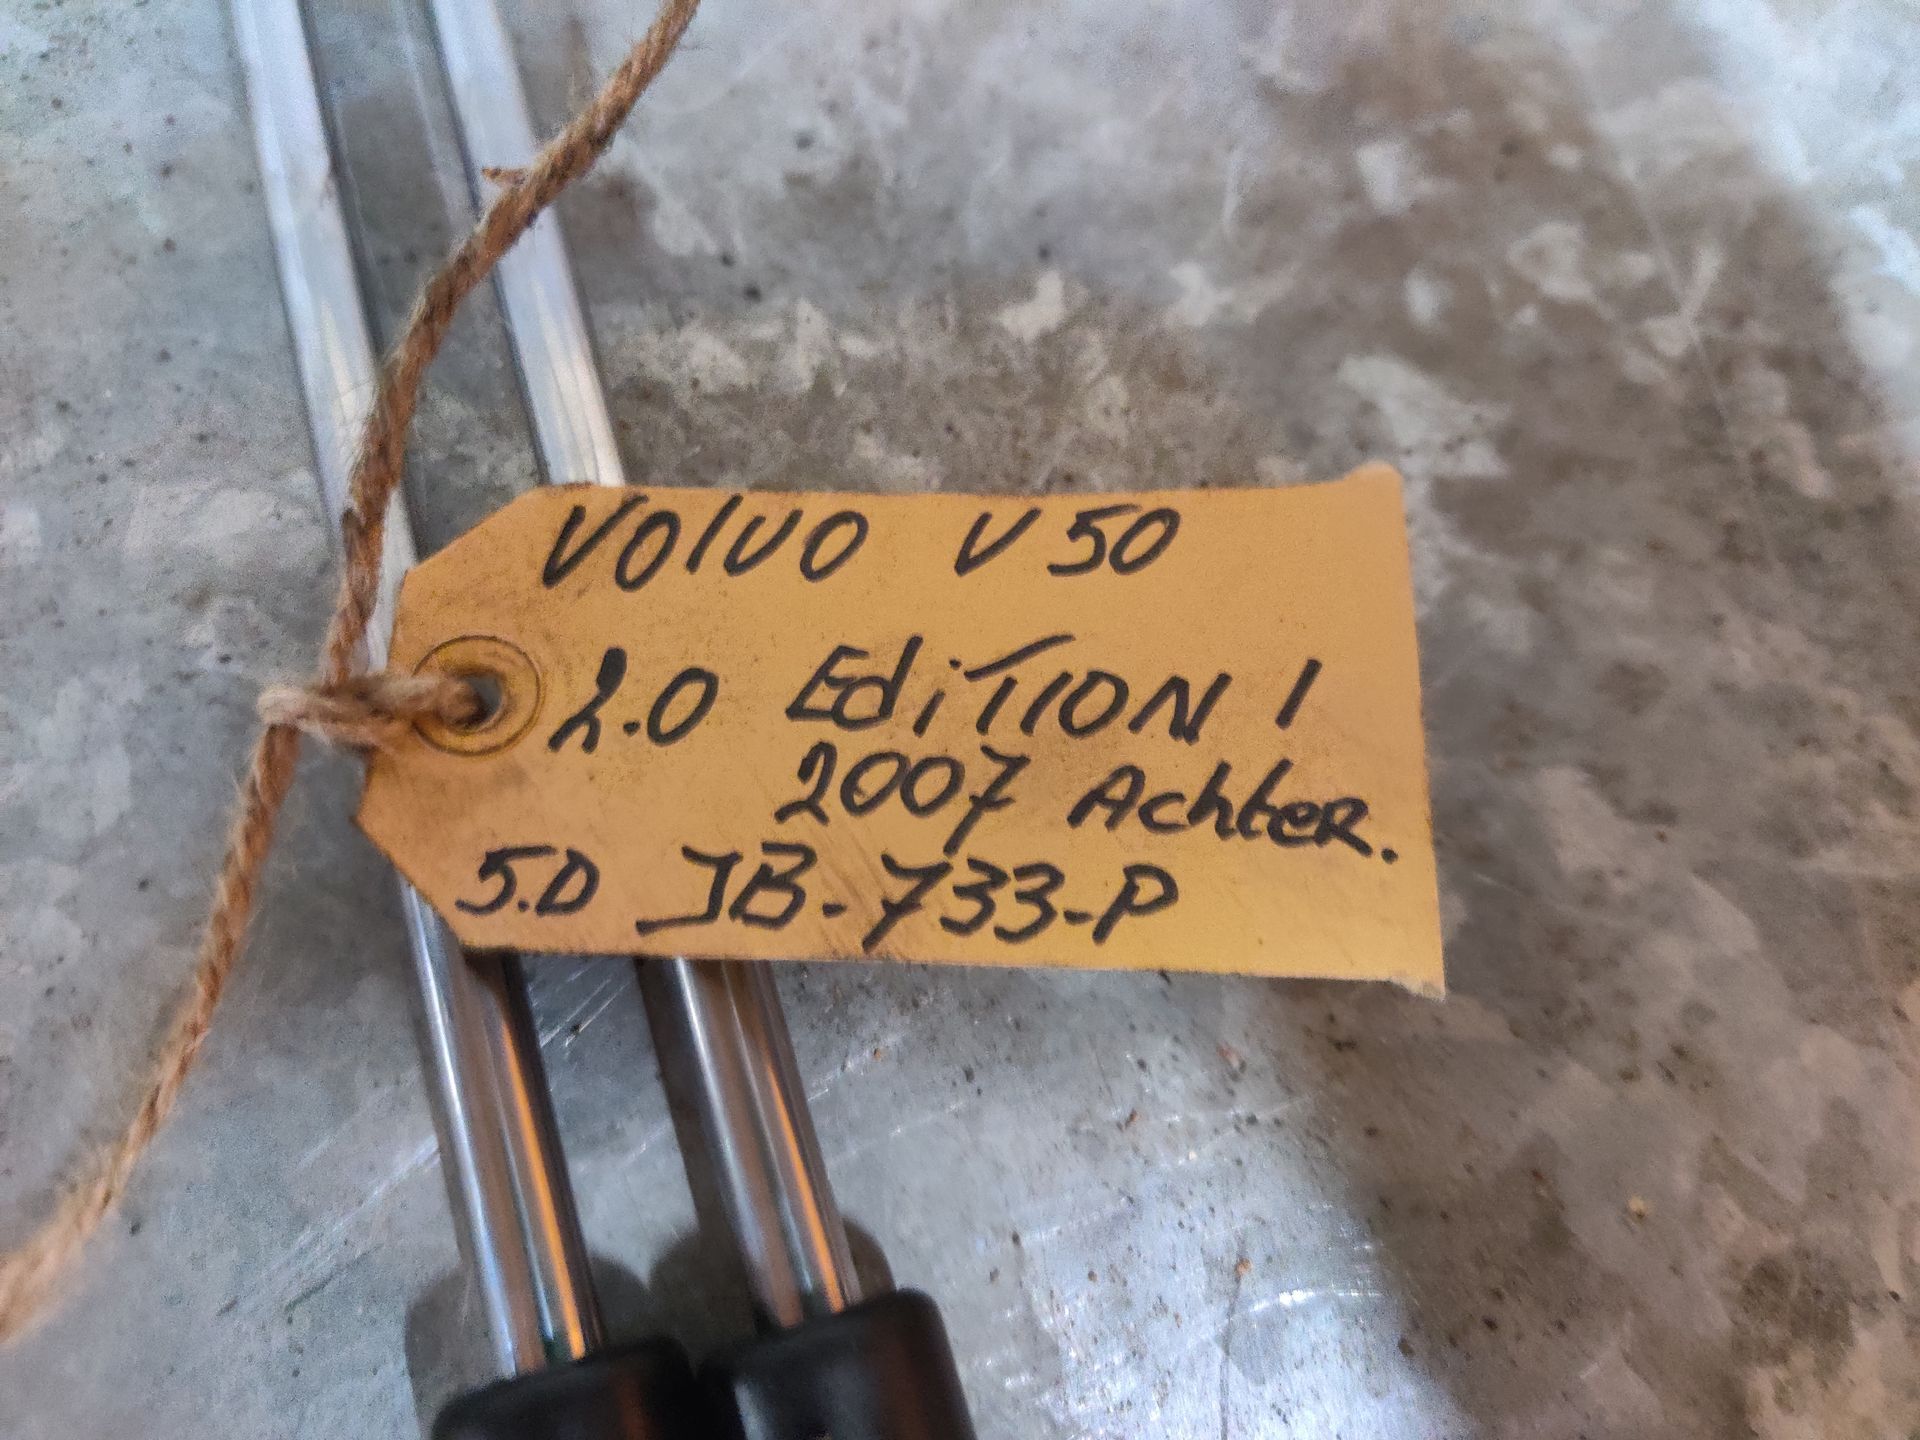 Volvo V50
2.0 Edition 1
2007 Achter.
5.D JB-733-P